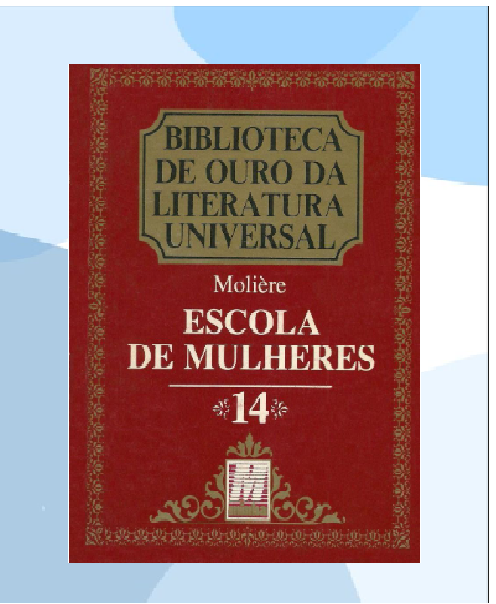 BIBLIOTECA
DE OURO DA
LITERATURA
UNIVERSAL
Molière
ESCOLA
DE MULHERES
14